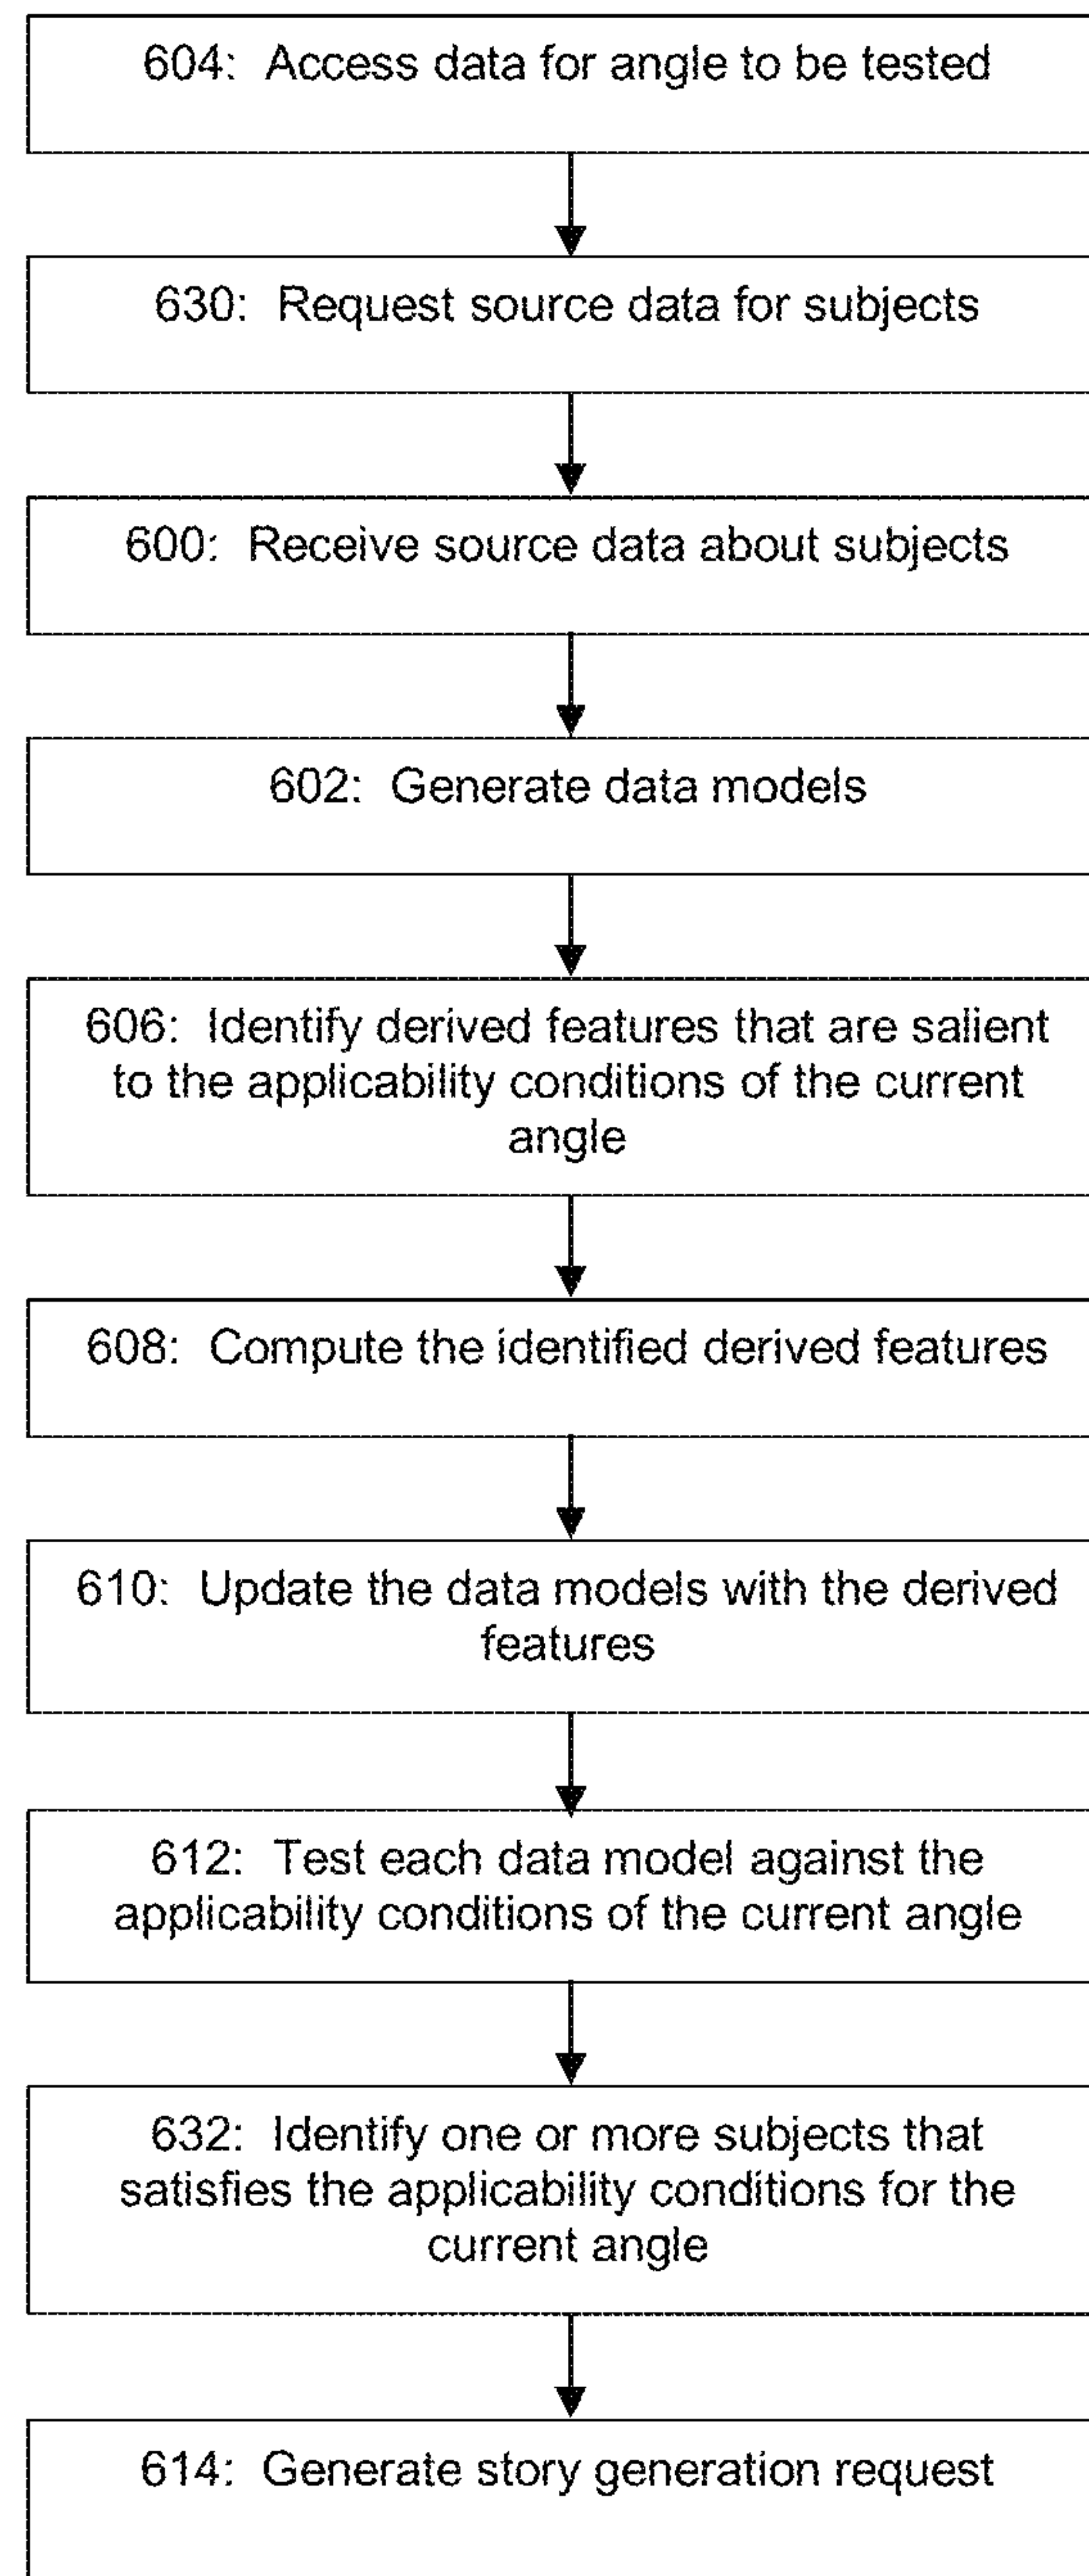 604: Access data for angle to be tested
630: Request source data for subjects
600: Receive source data about subjects
602: Generate data models
606: Identify derived features that are salient
to the applicability conditions of the current
angle
608: Compute the identified derived features
610: Update the data models with the derived
features
612: Test each data model against the
applicability conditions of the current angle
632: Identify one or more subjects that
satisfies the applicability conditions for the
current angle
614: Generate story generation request